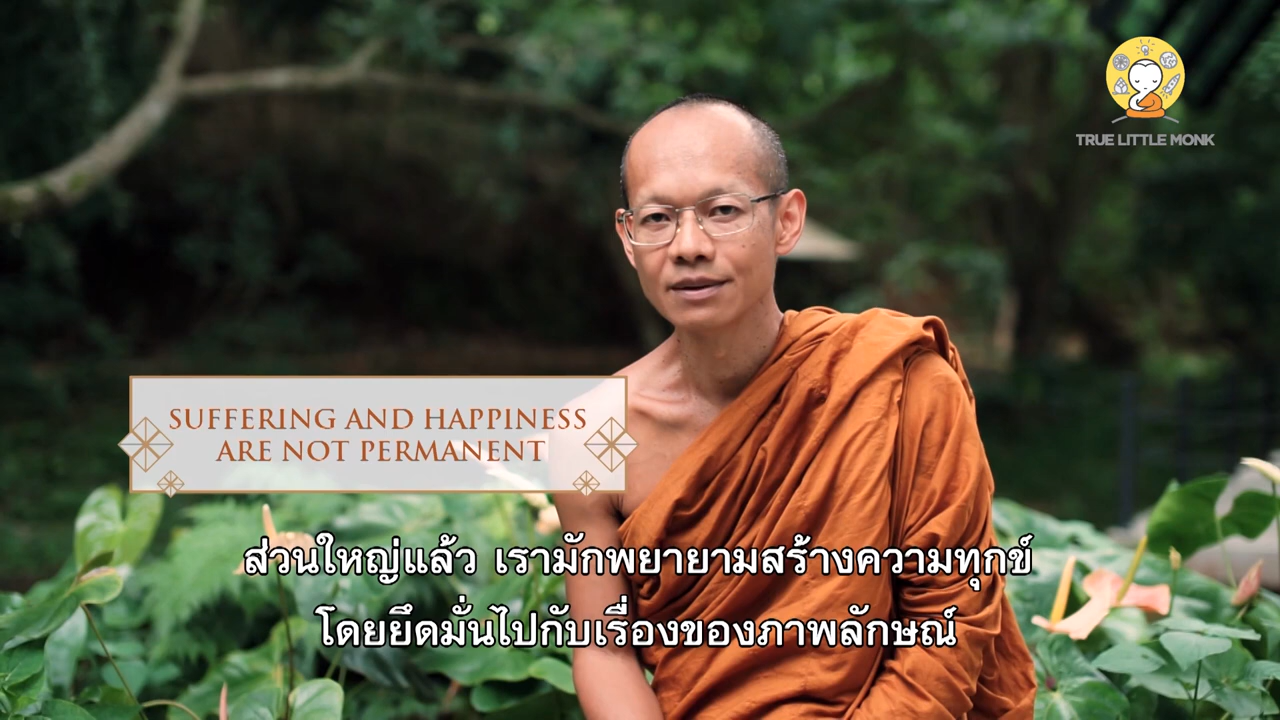 TRUE LITTLE MONK
SUFFERING AND HAPPINESS
ARE NOT PERMANENT
ส่วนใหญ่แล้ว เรามักพยายามสร้างความทุกข์
โดยยึดมั่นไปกับเรื่องของภาพลักษณ์